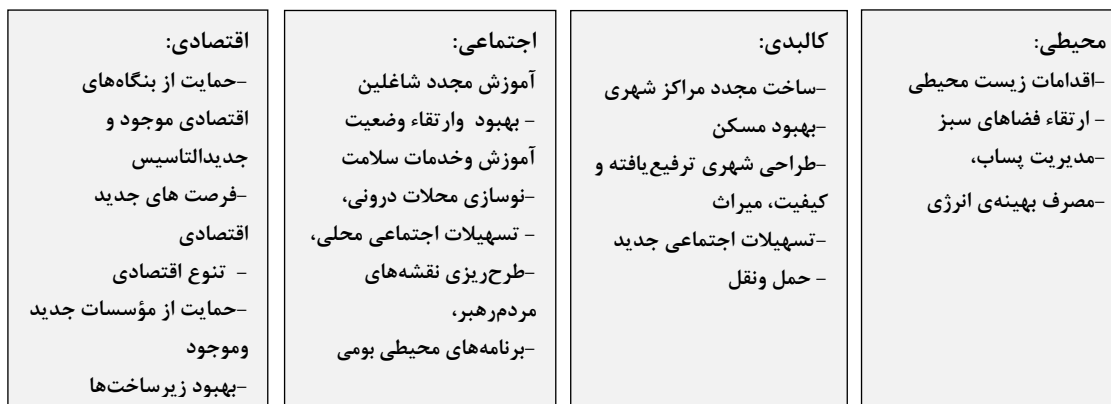 محیطی:
-اقدامات زیست محیطی
- ارتقاء فضاهای سبز
-مدیریت پساب،
-مصرف بهینه‌ی انرژی
کالبدی:
-ساخت مجدد مراکز شهری
-بهبود مسکن
-طراحی شهری ترفیع‌یافته و
کیفیت، میراث
-تسهیلات اجتماعی جدید
- حمل ونقل
اجتماعی:
آموزش مجدد شاغلین
- بهبود وارتقاء وضعیت
آموزش وخدمات سلامت
-نوسازی محلات درونی،
- تسهیلات اجتماعی محلی،
-طرح‌ریزی نقشه‌های
مردم‌رهبر،
-برنامه‌های محیطی بومی
اقتصادی:
-حمایت از بنگاه‌های
اقتصادی موجود و
جدیدالتاسیس
-فرصت های جدید
اقتصادی
- تنوع اقتصادی
-حمایت از مؤسسات جدید
وموجود
-بهبود زیرساخت‌ها